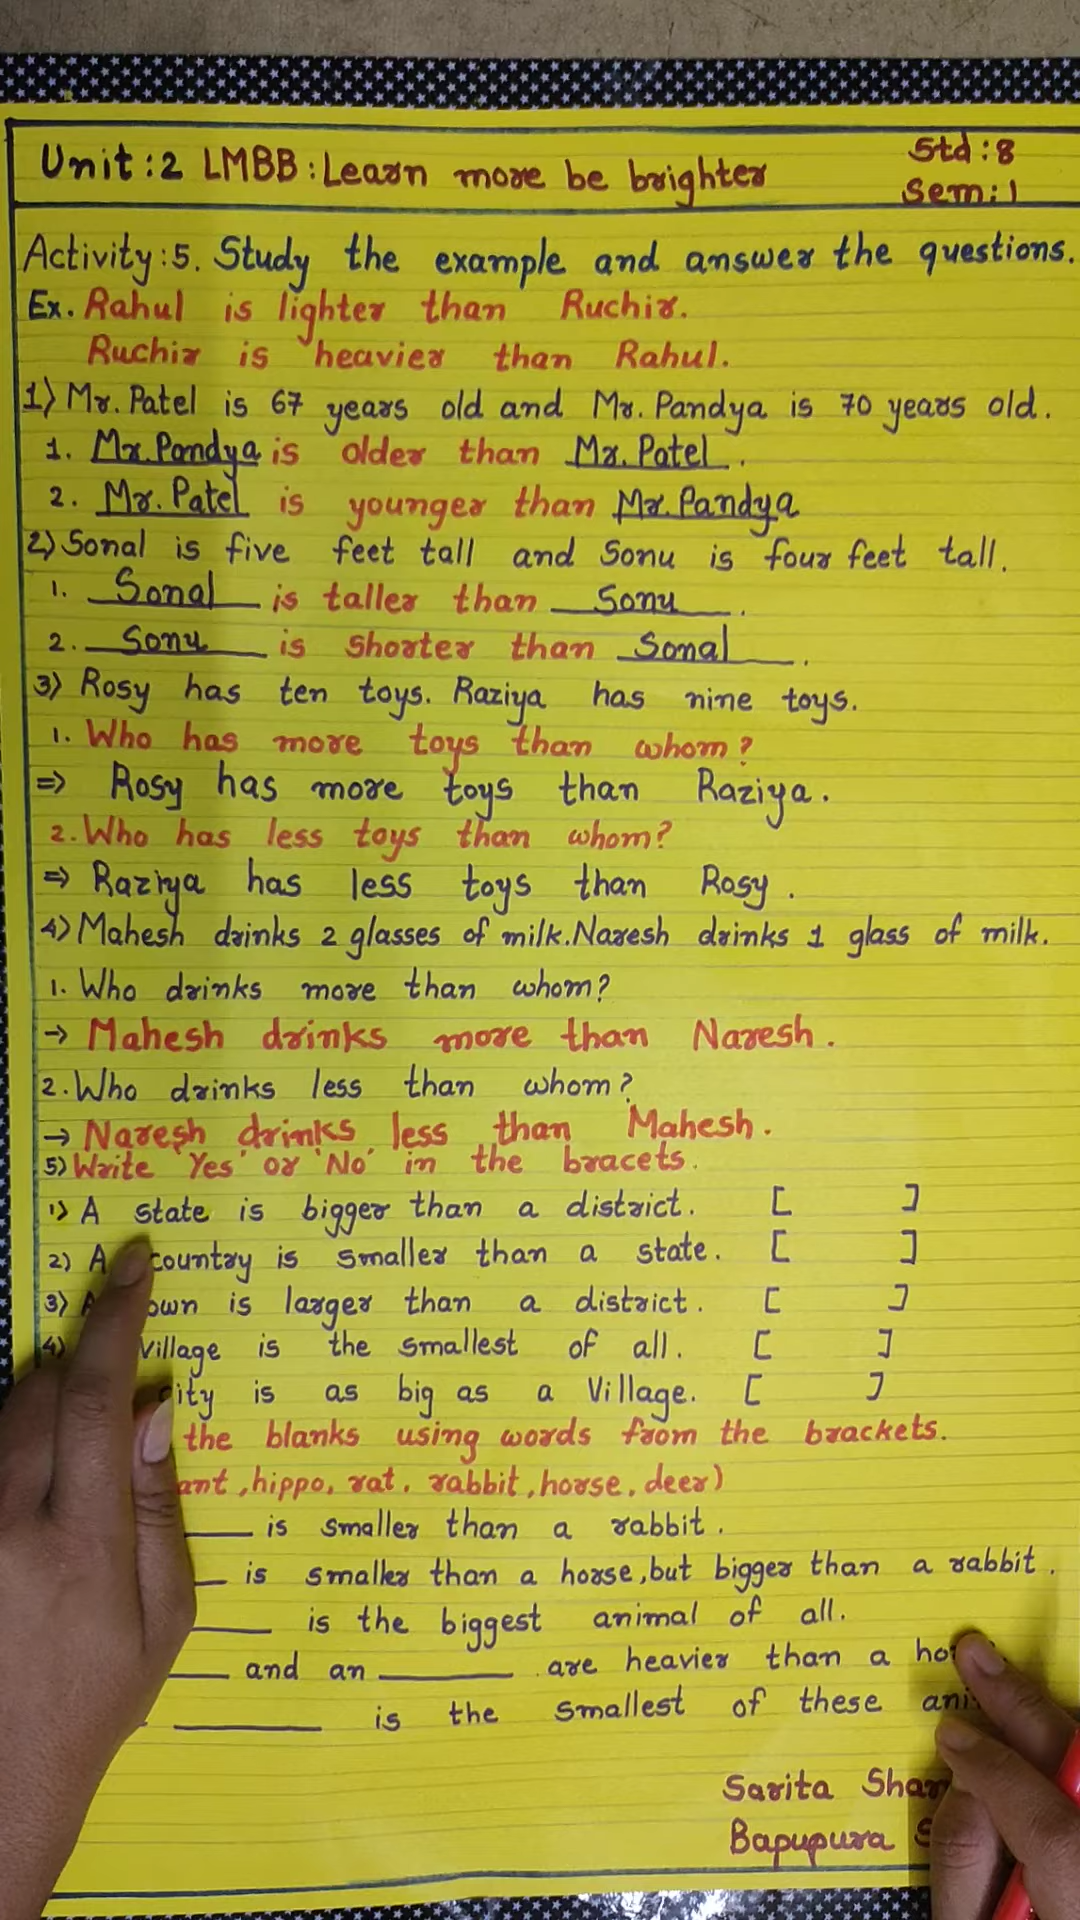 Unit:2 LMBB:Learn more be brighter
Std:8
Sem:1
Activity:5. Study the example and answer the questions.
Ex. Rahul is lighter than Ruchir.
Ruchir is heavier than Rahul.
1) Mr. Patel is 67 years old and Mr. Pandya is 70 years old.
1. Mr. Pandya is older than Mr. Patel.
2. Mr. Patel is younger than Mr. Pandya
2) Sonal is five feet tall and Sonu is four feet tall.
1. Sonal is taller than Sonu.
2. Sonu is shorter than Sonal.
3) Rosy has ten toys. Raziya has nine toys.
1. Who has more toys than whom?
⇒ Rosy has more toys than Raziya.
2. Who has less toys than whom?
⇒ Raziya has less toys than Rosy.
4) Mahesh drinks 2 glasses of milk. Naresh drinks 1 glass of milk.
1. Who drinks more than whom?
→ Mahesh drinks more than Naresh.
2. Who drinks less than whom?
→ Naresh drinks less than Mahesh.
5) Write 'Yes' or 'No' in the bracets.
1) A state is bigger than a district. [ ]
2) A country is smaller than a state. [ ]
3) own is larger than a district. [ ]
4) village is the smallest of all. [ ]
city is as big as a Village. [ ]
the blanks using words from the brackets.
ant, hippo, rat, rabbit, horse, deer)
____ is smaller than a rabbit.
____ is smaller than a horse, but bigger than a rabbit.
____ is the biggest animal of all.
____ and an ____ are heavier than a
____ is the smallest of these
Sarita
Bapupura